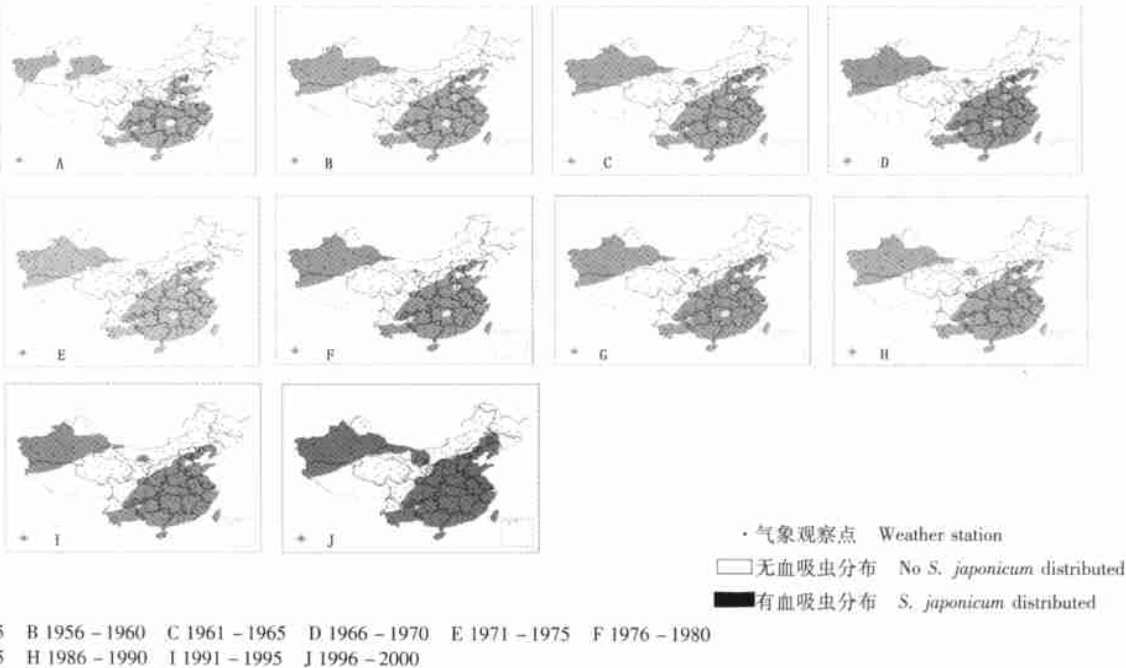 A B C D
E F G H
I J
· 气象观察点 Weather station
无血吸虫分布 No S. japonicum distributed
有血吸虫分布 S. japonicum distributed
5 B 1956 – 1960 C 1961 – 1965 D 1966 – 1970 E 1971 – 1975 F 1976 – 1980
5 H 1986 – 1990 I 1991 – 1995 J 1996 – 2000